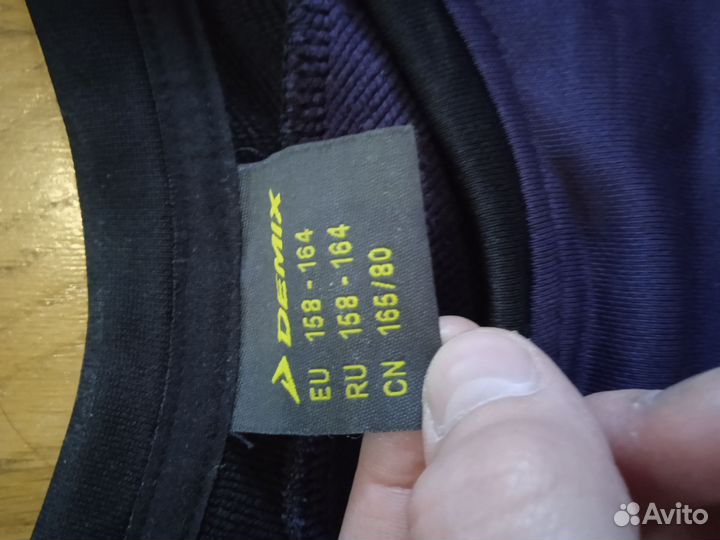 DEMIX
EU 158 - 164
RU 158 - 164
CN 165/80
Avito